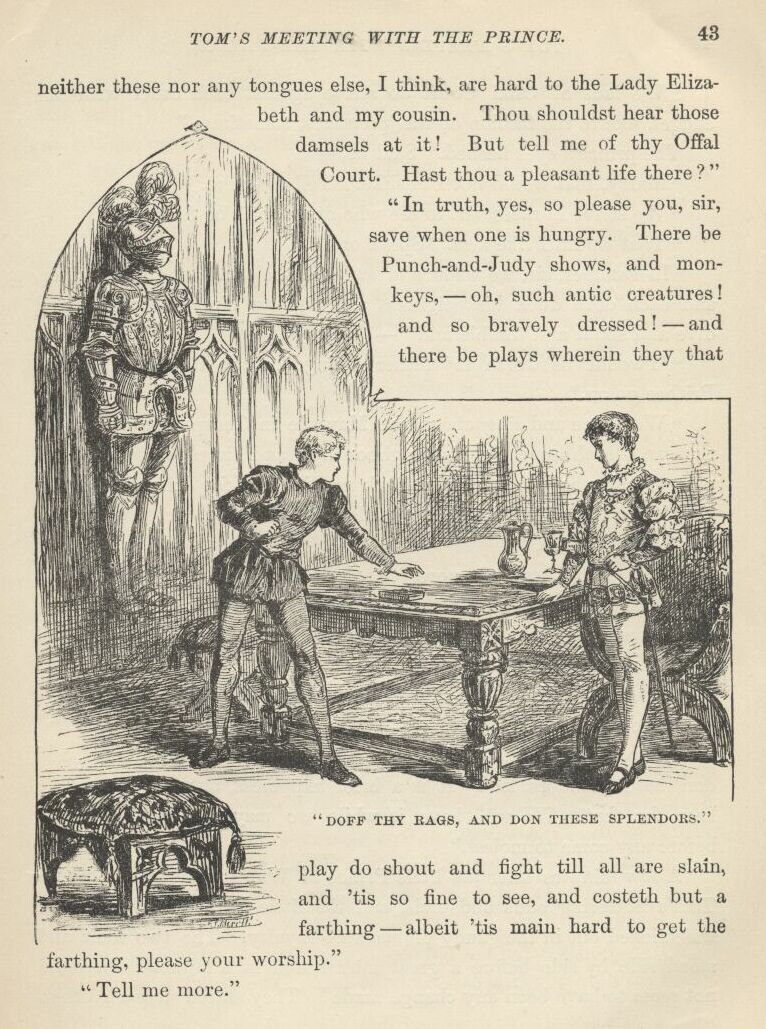 TOM'S MEETING WITH THE PRINCE. 43
neither these nor any tongues else, I think, are hard to the Lady Eliza-
beth and my cousin. Thou shouldst hear those
damsels at it! But tell me of thy Offal
Court. Hast thou a pleasant life there?"
"In truth, yes, so please you, sir,
save when one is hungry. There be
Punch-and-Judy shows, and mon-
keys, — oh, such antic creatures!
and so bravely dressed! — and
there be plays wherein they that
"DOFF THY RAGS, AND DON THESE SPLENDORS."
play do shout and fight till all are slain,
and 'tis so fine to see, and costeth but a
farthing — albeit 'tis main hard to get the
farthing, please your worship."
"Tell me more."